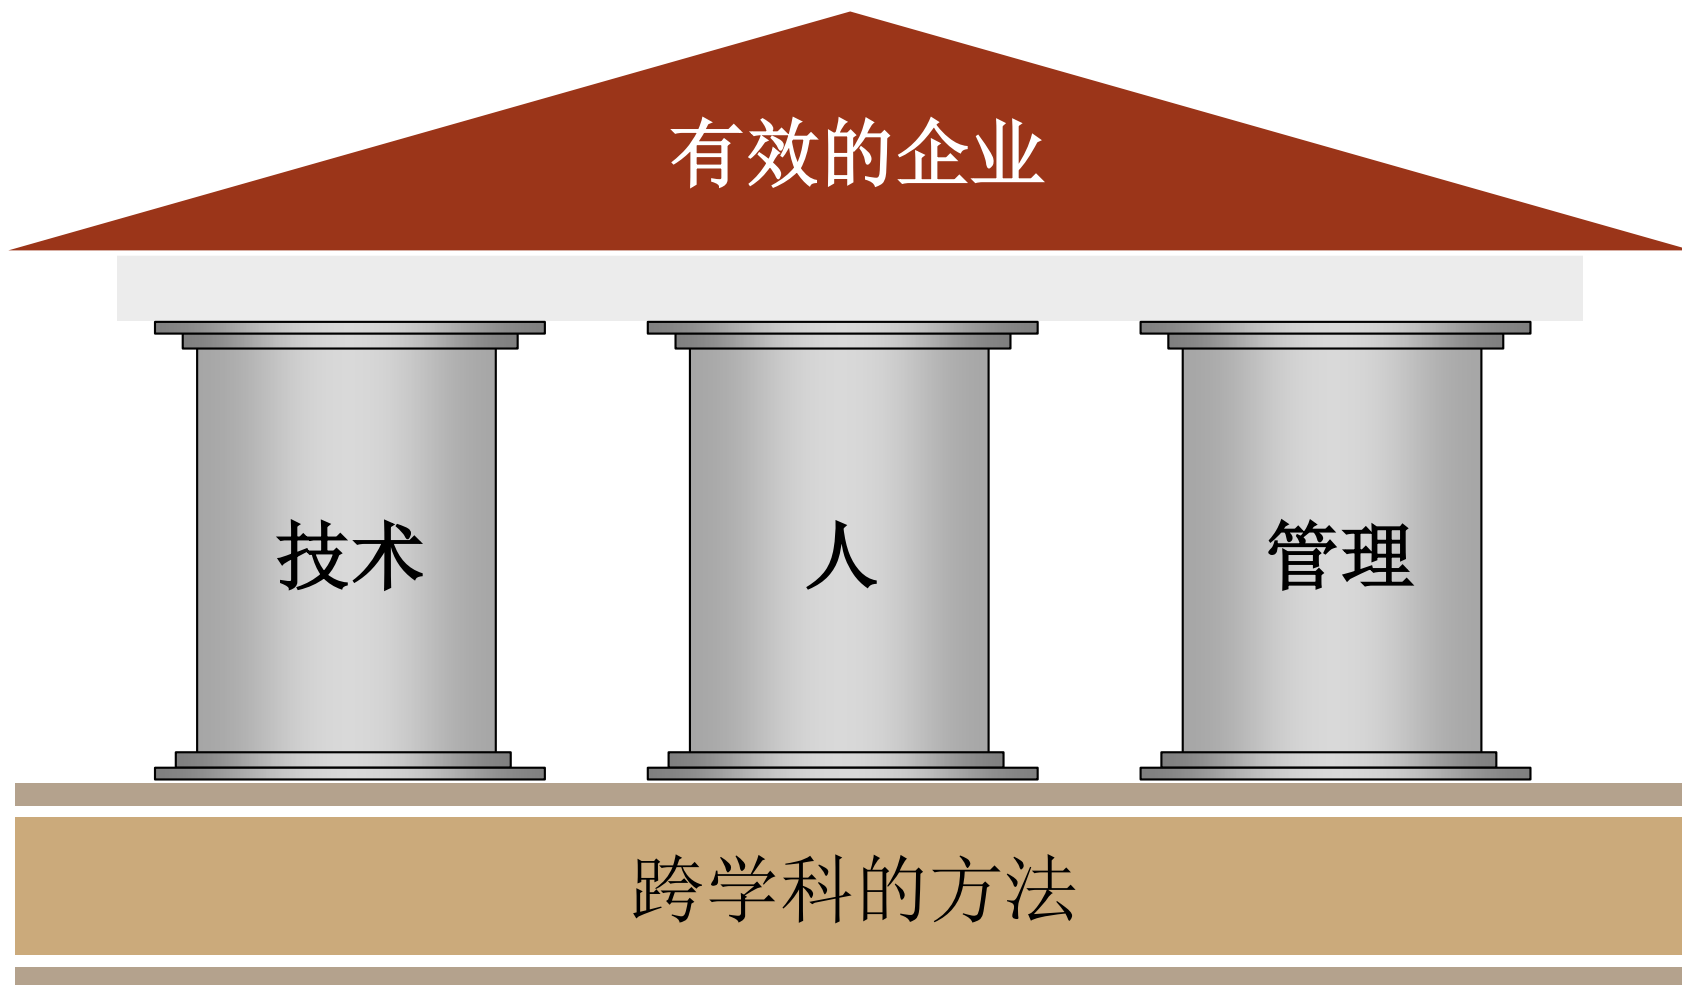 有效的企业
技术
人
管理
跨学科的方法